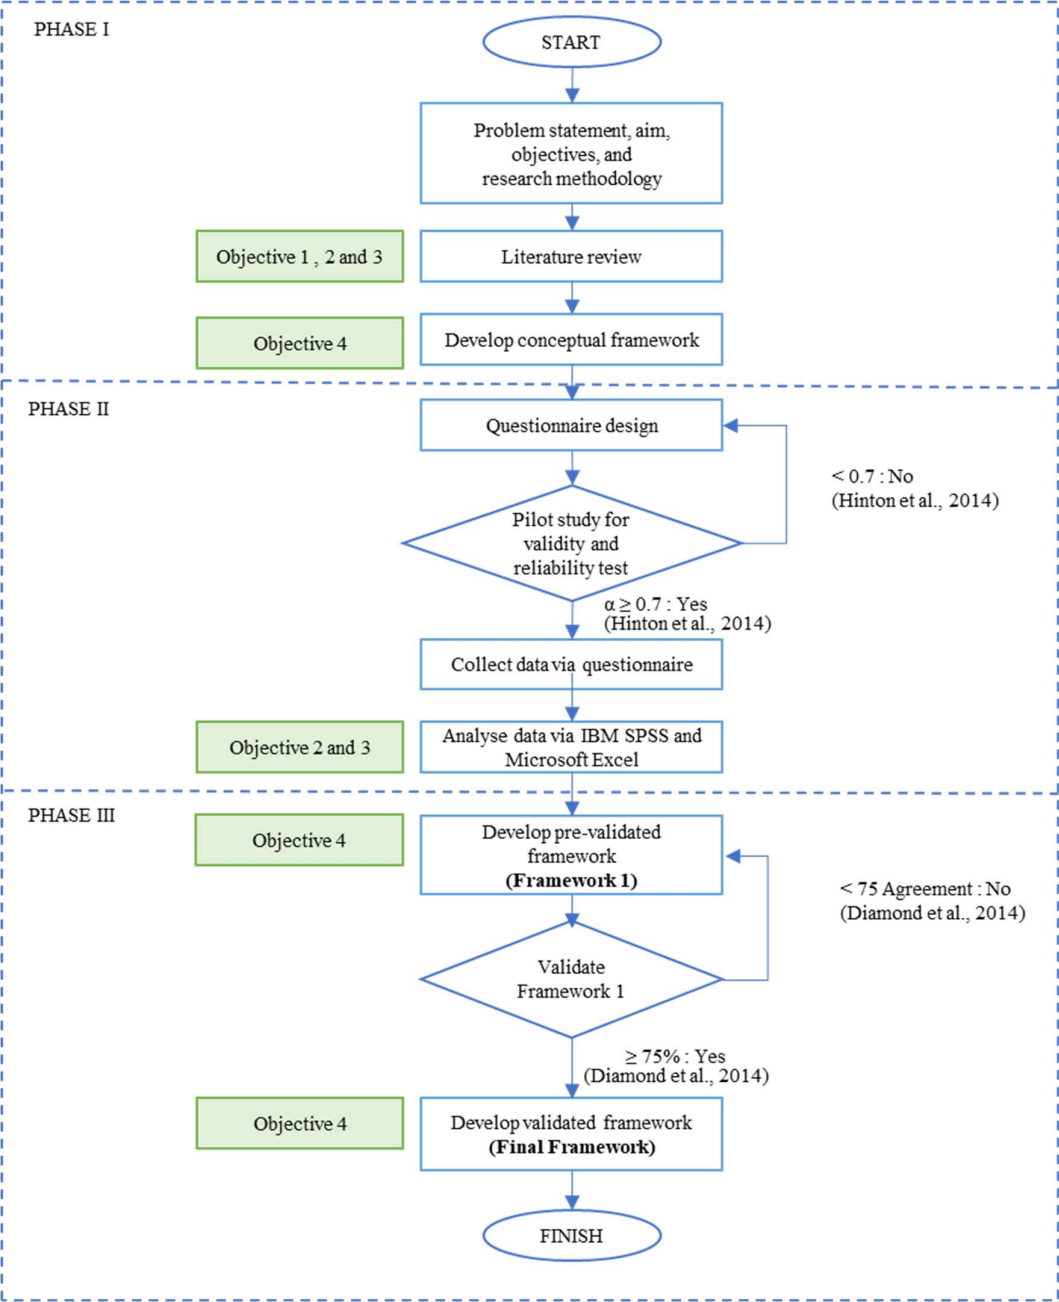 PHASE I
START
Problem statement, aim,
objectives, and
research methodology
Objective 1 , 2 and 3
Literature review
Objective 4
Develop conceptual framework
PHASE II
Questionnaire design
< 0.7 : No
(Hinton et al., 2014)
Pilot study for
validity and
reliability test
α ≥ 0.7 : Yes
(Hinton et al., 2014)
Collect data via questionnaire
Objective 2 and 3
Analyse data via IBM SPSS and
Microsoft Excel
PHASE III
Objective 4
Develop pre-validated
framework
(Framework 1)
< 75 Agreement : No
(Diamond et al., 2014)
Validate
Framework 1
≥ 75% : Yes
(Diamond et al., 2014)
Objective 4
Develop validated framework
(Final Framework)
FINISH